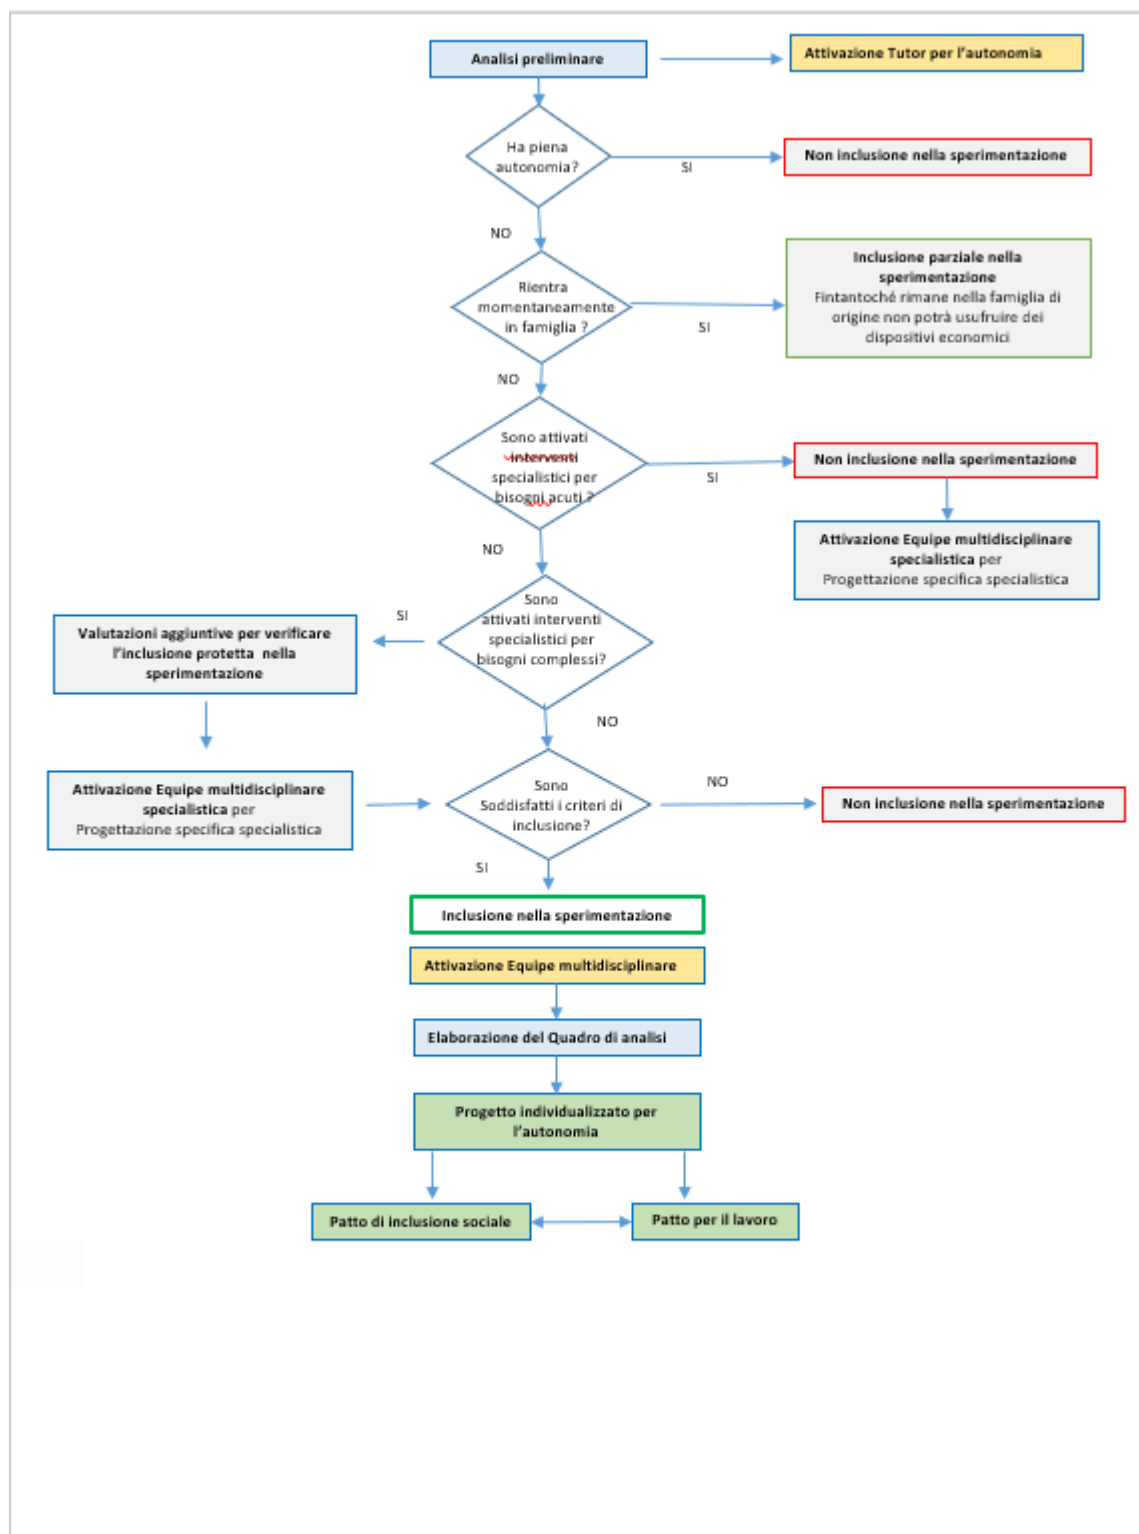 Analisi preliminare
Attivazione Tutor per l'autonomia
Ha piena
autonomia?
SI
Non inclusione nella sperimentazione
NO
Rientra
momentaneamente
in famiglia ?
SI
Inclusione parziale nella
sperimentazione
Fintantoché rimane nella famiglia di
origine non potrà usufruire dei
dispositivi economici
NO
Sono attivati
interventi
specialistici per
bisogni acuti ?
SI
Non inclusione nella sperimentazione
Attivazione Equipe multidisciplinare
specialistica per
Progettazione specifica specialistica
NO
Sono
attivati interventi
specialistici per
bisogni complessi?
SI
Valutazioni aggiuntive per verificare
l'inclusione protetta nella
sperimentazione
Attivazione Equipe multidisciplinare
specialistica per
Progettazione specifica specialistica
NO
Sono
Soddisfatti i criteri di
inclusione?
NO
Non inclusione nella sperimentazione
SI
Inclusione nella sperimentazione
Attivazione Equipe multidisciplinare
Elaborazione del Quadro di analisi
Progetto individualizzato per
l'autonomia
Patto di inclusione sociale
Patto per il lavoro